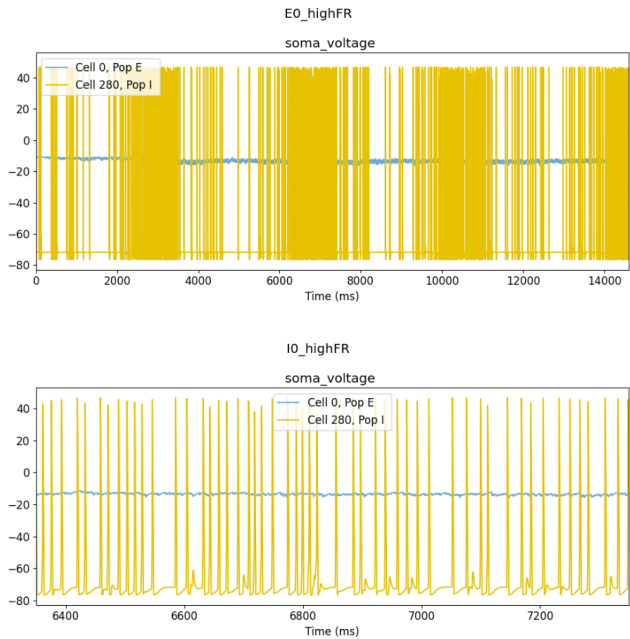 E0_highFR
soma_voltage
Cell 0, Pop E
Cell 280, Pop I
40
20
0
−20
−40
−60
−80
0 2000 4000 6000 8000 10000 12000 14000
Time (ms)
I0_highFR
soma_voltage
Cell 0, Pop E
Cell 280, Pop I
40
20
0
−20
−40
−60
−80
6400 6600 6800 7000 7200
Time (ms)